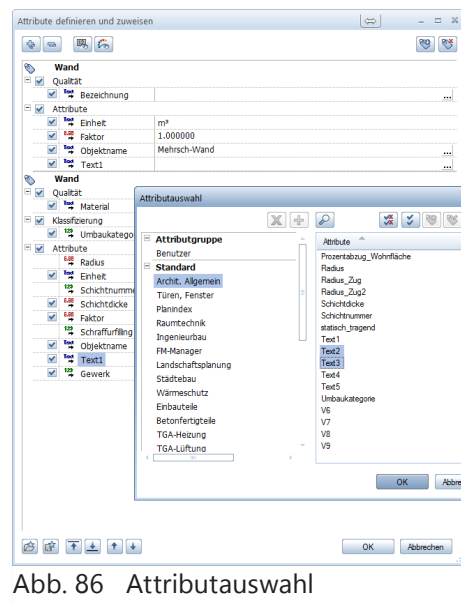 Attribute definieren und zuweisen
Wand
Qualität
Bezeichnung
...
Attribute
Einheit m²
Faktor 1.000000
Objektname Mehrsch-Wand
...
Text1
...
Wand
Qualität
Material
Klassifizierung
Umbaukatego
Attribute
Radius
Einheit
Schichtnumme
Schichtdicke
Faktor
Schraffurfilling
Objektname
Text1
Gewerk
Attributauswahl
Attributgruppe
Benutzer
Standard
Archit. Allgemein
Türen, Fenster
Planindex
Raumtechnik
Ingenieurbau
FM-Manager
Landschaftsplanung
Städtebau
Wärmeschutz
Einbauteile
Betonfertigteile
TGA-Heizung
TGA-Lüftung
Attribute
Prozentabzug_Wohnfläche
Radius
Radius_Zug
Radius_Zug2
Schichtdicke
Schichtnummer
statisch_tragend
Text1
Text2
Text3
Text4
Text5
Umbaukategorie
V6
V7
V8
V9
OK Abbre
OK Abbrechen
Abb. 86 Attributauswahl